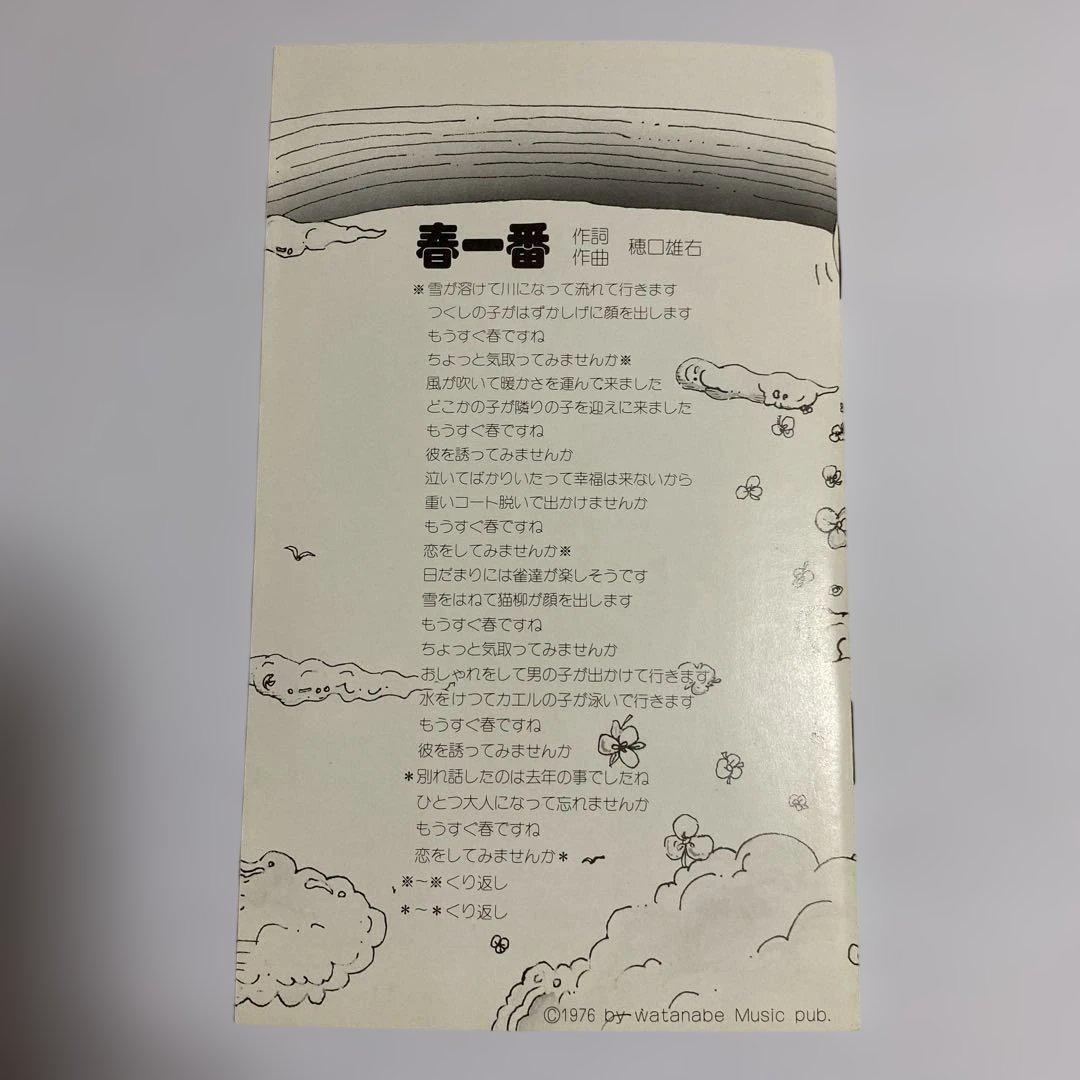 春一番
作詞
作曲 穂口雄右
※雪が溶けて川になって流れて行きます
つくしの子がはずかしげに顔を出します
もうすぐ春ですね
ちょっと気取ってみませんか※
風が吹いて暖かさを運んで来ました
どこかの子が隣りの子を迎えに来ました
もうすぐ春ですね
彼を誘ってみませんか
泣いてばかりいたって幸福は来ないから
重いコート脱いで出かけませんか
もうすぐ春ですね
恋をしてみませんか※
日だまりには雀達が楽しそうです
雪をはねて猫柳が顔を出します
もうすぐ春ですね
ちょっと気取ってみませんか
おしゃれをして男の子が出かけて行きます
水をけってカエルの子が泳いで行きます
もうすぐ春ですね
彼を誘ってみませんか
＊別れ話したのは去年の事でしたね
ひとつ大人になって忘れませんか
もうすぐ春ですね
恋をしてみませんか＊
※〜※くり返し
＊〜＊くり返し
©1976 by watanabe Music pub.